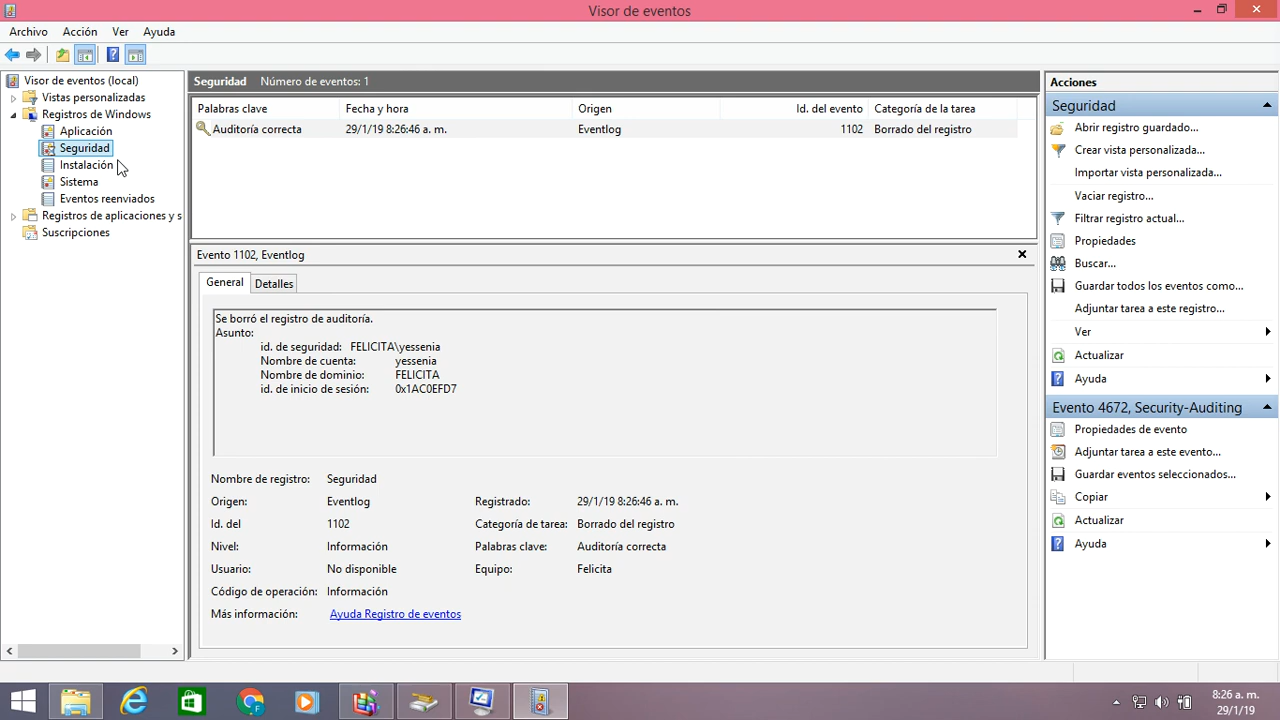 Visor de eventos
Archivo Acción Ver Ayuda
Visor de eventos (local)
Vistas personalizadas
Registros de Windows
Aplicación
Seguridad
Instalación
Sistema
Eventos reenviados
Registros de aplicaciones y s
Suscripciones
Seguridad Número de eventos: 1
Palabras clave Fecha y hora Origen Id. del evento Categoría de la tarea
Auditoría correcta 29/1/19 8:26:46 a. m. Eventlog 1102 Borrado del registro
Evento 1102, Eventlog
General Detalles
Se borró el registro de auditoría.
Asunto:
id. de seguridad: FELICITA\yessenia
Nombre de cuenta: yessenia
Nombre de dominio: FELICITA
id. de inicio de sesión: 0x1AC0EFD7
Nombre de registro: Seguridad
Origen: Eventlog Registrado: 29/1/19 8:26:46 a. m.
Id. del 1102 Categoría de tarea: Borrado del registro
Nivel: Información Palabras clave: Auditoría correcta
Usuario: No disponible Equipo: Felicita
Código de operación: Información
Más información: Ayuda Registro de eventos
Acciones
Seguridad
Abrir registro guardado...
Crear vista personalizada...
Importar vista personalizada...
Vaciar registro...
Filtrar registro actual...
Propiedades
Buscar...
Guardar todos los eventos como...
Adjuntar tarea a este registro...
Ver
Actualizar
Ayuda
Evento 4672, Security-Auditing
Propiedades de evento
Adjuntar tarea a este evento...
Guardar eventos seleccionados...
Copiar
Actualizar
Ayuda
8:26 a. m.
29/1/19